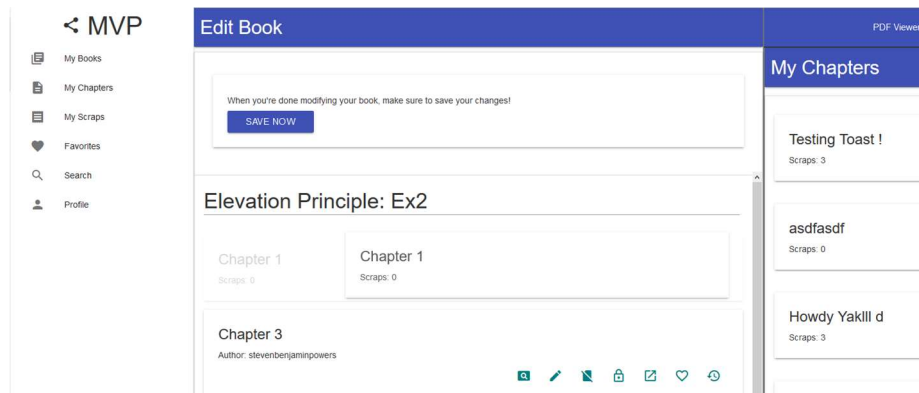 MVP
My Books
My Chapters
My Scraps
Favorites
Search
Profile
Edit Book
When you're done modifying your book, make sure to save your changes!
SAVE NOW
Elevation Principle: Ex2
Chapter 1
Scraps: 0
Chapter 1
Scraps: 0
Chapter 3
Author: stevenbenjaminpowers
PDF Viewer
My Chapters
Testing Toast !
Scraps: 3
asdfasdf
Scraps: 0
Howdy Yaklll d
Scraps: 3